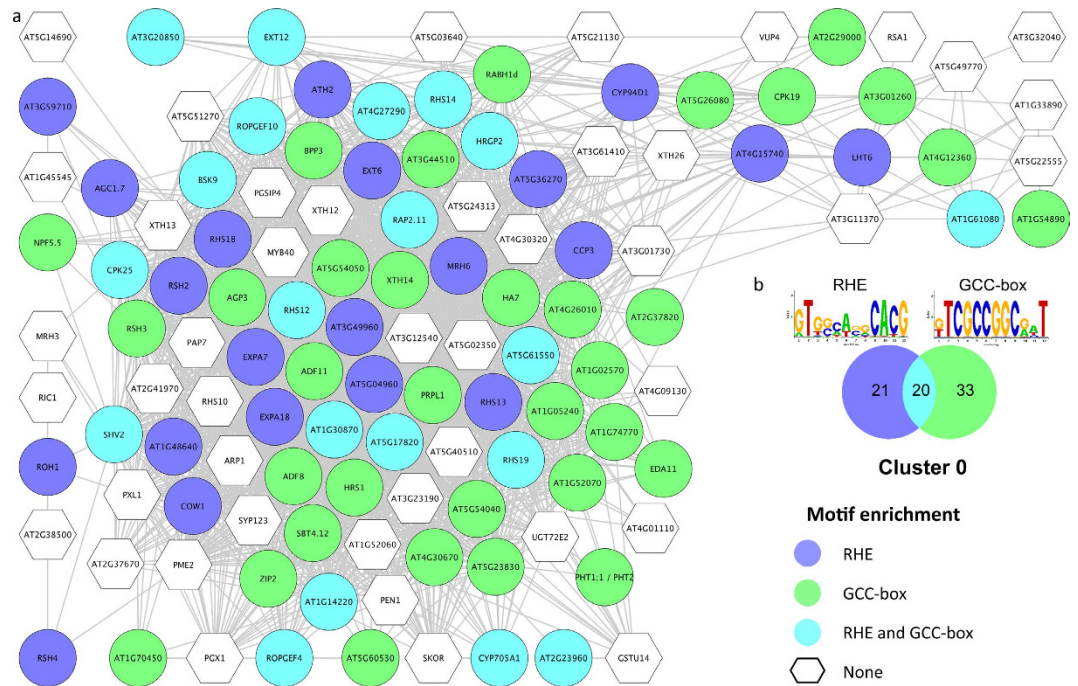 a
AT5G14690
AT3G20850
EXT12
AT5G03640
AT5G21130
VUP4
AT2G29000
RSA1
AT3G32040
AT5G49770
RABH1d
AT3G59710
ATH2
AT4G27290
RHS14
CYP94D1
AT5G26080
CPK19
AT3G01260
AT1G33890
AT5G51270
ROPGEF10
BPP3
AT3G44510
HRGP2
AT3G61410
XTH26
AT4G15740
LHT6
AT4G12360
AT5G22555
AT1G45545
AGC1.7
BSK9
PGSIP4
EXT6
AT5G36270
XTH12
AT5G24313
RAP2.11
AT3G11370
AT1G61080
AT1G54890
NPF5.5
XTH13
RHS18
MYB40
AT4G30320
AT3G01730
CCP3
CPK25
RSH2
AT5G54050
XTH14
MRH6
AGP3
RHS12
HA7
AT4G26010
AT2G37820
MRH3
RSH3
PAP7
AT3G49960
AT3G12540
AT5G02350
AT5G61550
EXPA7
AT1G02570
RIC1
AT2G41970
RHS10
ADF11
AT5G04960
PRPL1
RHS13
AT1G05240
AT4G09130
EXPA18
AT1G74770
SHV2
AT1G48640
AT1G30870
AT5G17820
AT5G40510
RHS19
ROH1
ARP1
AT1G52070
EDA11
PXL1
COW1
ADF8
HRS1
AT3G23190
AT5G54040
AT2G38500
SYP123
SBT4.12
AT1G52060
UGT72E2
AT4G01110
AT2G37670
PME2
AT4G30670
AT5G23830
ZIP2
PHT1;1 / PHT2
AT1G14220
PEN1
RSH4
AT1G70450
PGX1
ROPGEF4
AT5G60530
SKOR
CYP705A1
AT2G23960
GSTU14
b
RHE
GCC-box
21
20
33
Cluster 0
Motif enrichment
RHE
GCC-box
RHE and GCC-box
None